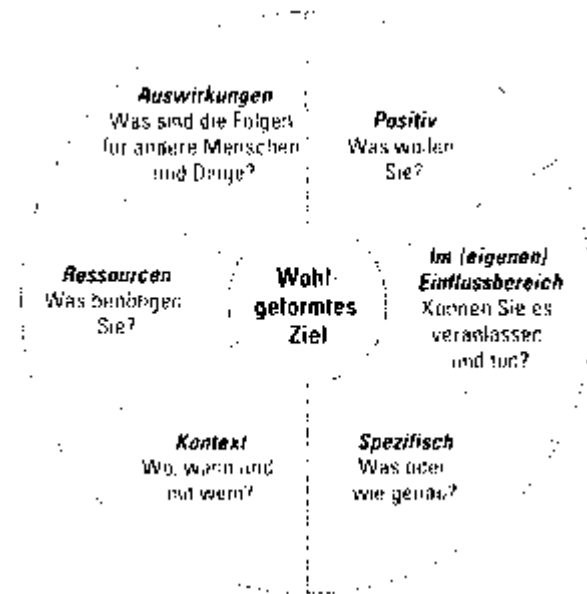 Auswirkungen
Was sind die Folgen
für andere Menschen
und Dinge?
Positiv
Was wollen
Sie?
Im (eigenen)
Einflussbereich
Können Sie es
veranlassen
und tun?
Spezifisch
Was oder
wie genau?
Kontext
Wo, wann und
mit wem?
Ressourcen
Was benötigen
Sie?
Wohl-
geformtes
Ziel